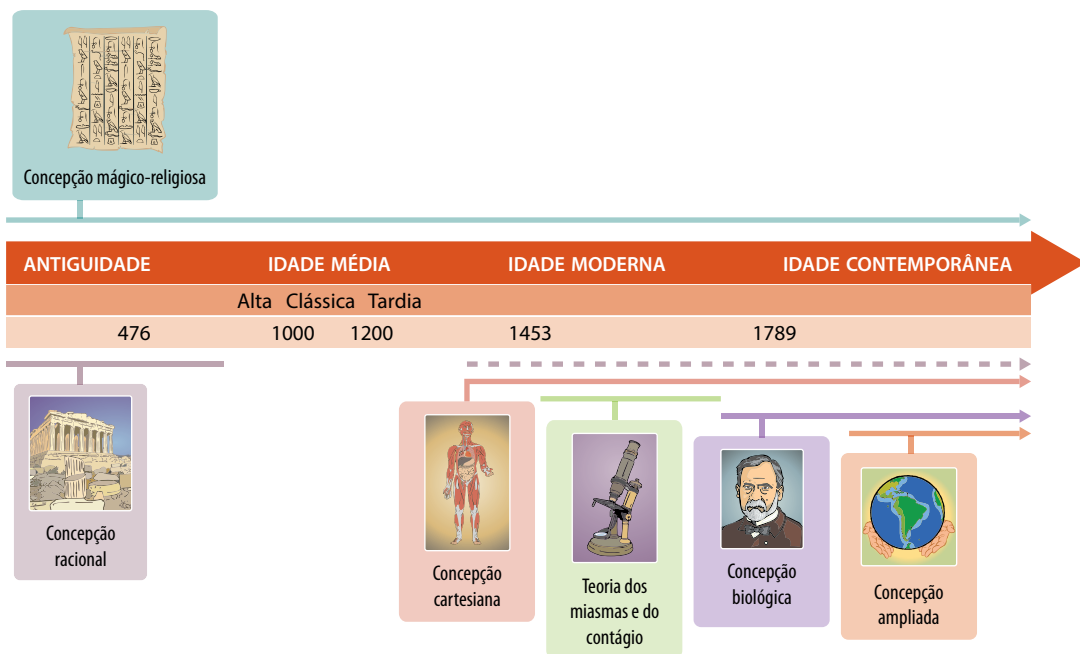 Concepção mágico-religiosa
ANTIGUIDADE IDADE MÉDIA IDADE MODERNA IDADE CONTEMPORÂNEA
Alta Clássica Tardia
476 1000 1200 1453 1789
Concepção
racional
Concepção
cartesiana
Teoria dos
miasmas e do
contágio
Concepção
biológica
Concepção
ampliada